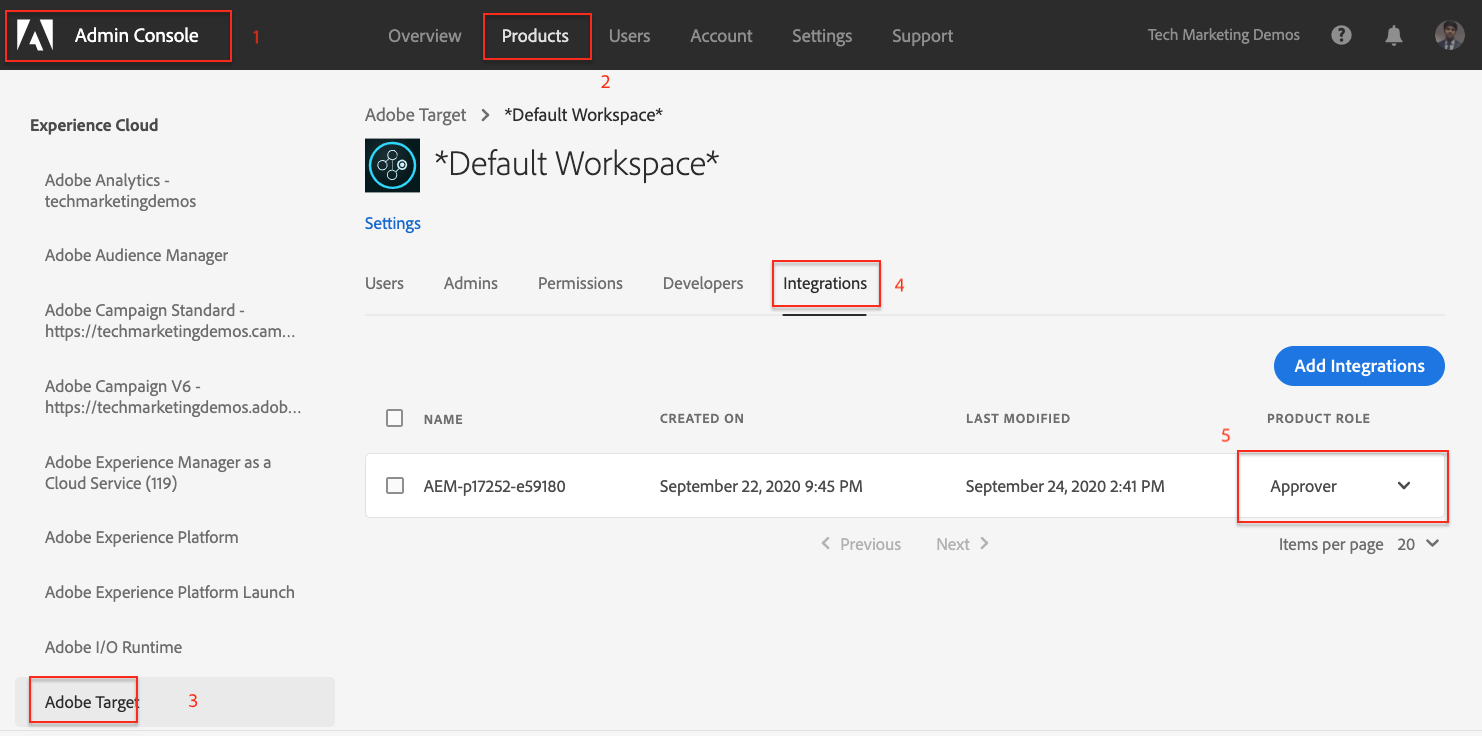 Admin Console
1
Overview
Products
Users
Account
Settings
Support
Tech Marketing Demos
?
2
Experience Cloud
Adobe Analytics -
techmarketingdemos
Adobe Audience Manager
Adobe Campaign Standard -
https://techmarketingdemos.cam...
Adobe Campaign V6 -
https://techmarketingdemos.adob...
Adobe Experience Manager as a
Cloud Service (119)
Adobe Experience Platform
Adobe Experience Platform Launch
Adobe I/O Runtime
Adobe Target
3
Adobe Target > *Default Workspace*
*Default Workspace*
Settings
Users
Admins
Permissions
Developers
Integrations
4
Add Integrations
NAME
CREATED ON
LAST MODIFIED
PRODUCT ROLE
5
AEM-p17252-e59180
September 22, 2020 9:45 PM
September 24, 2020 2:41 PM
Approver
< Previous
Next >
Items per page 20